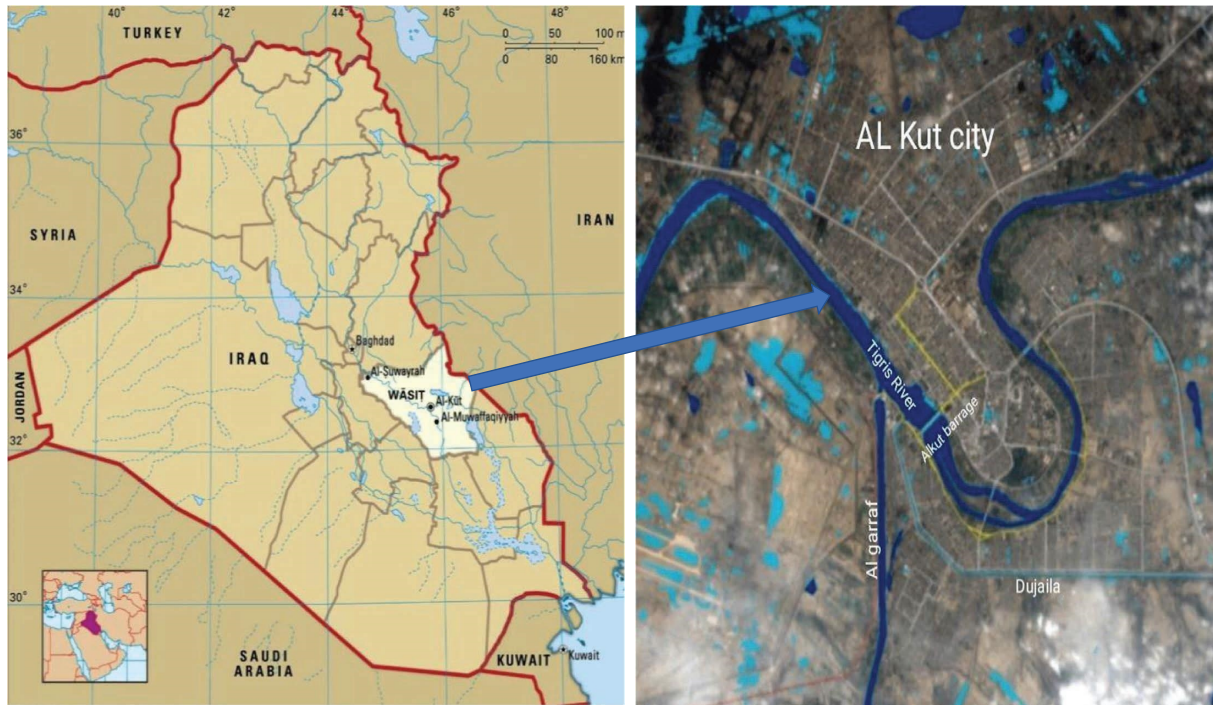 40°
42°
44°
46°
48°
TURKEY
0 50 100 m
0 80 160 km
36°
SYRIA
IRAN
34°
Baghdad
IRAQ
Al-Ṣuwayrah
JORDAN
WĀSIṬ
Al-Kūt
Al-Muwaffaqiyyah
32°
30°
SAUDI
ARABIA
KUWAIT
Kuwait
AL Kut city
Tigris River
Alkut barrage
Al garraf
Dujaila